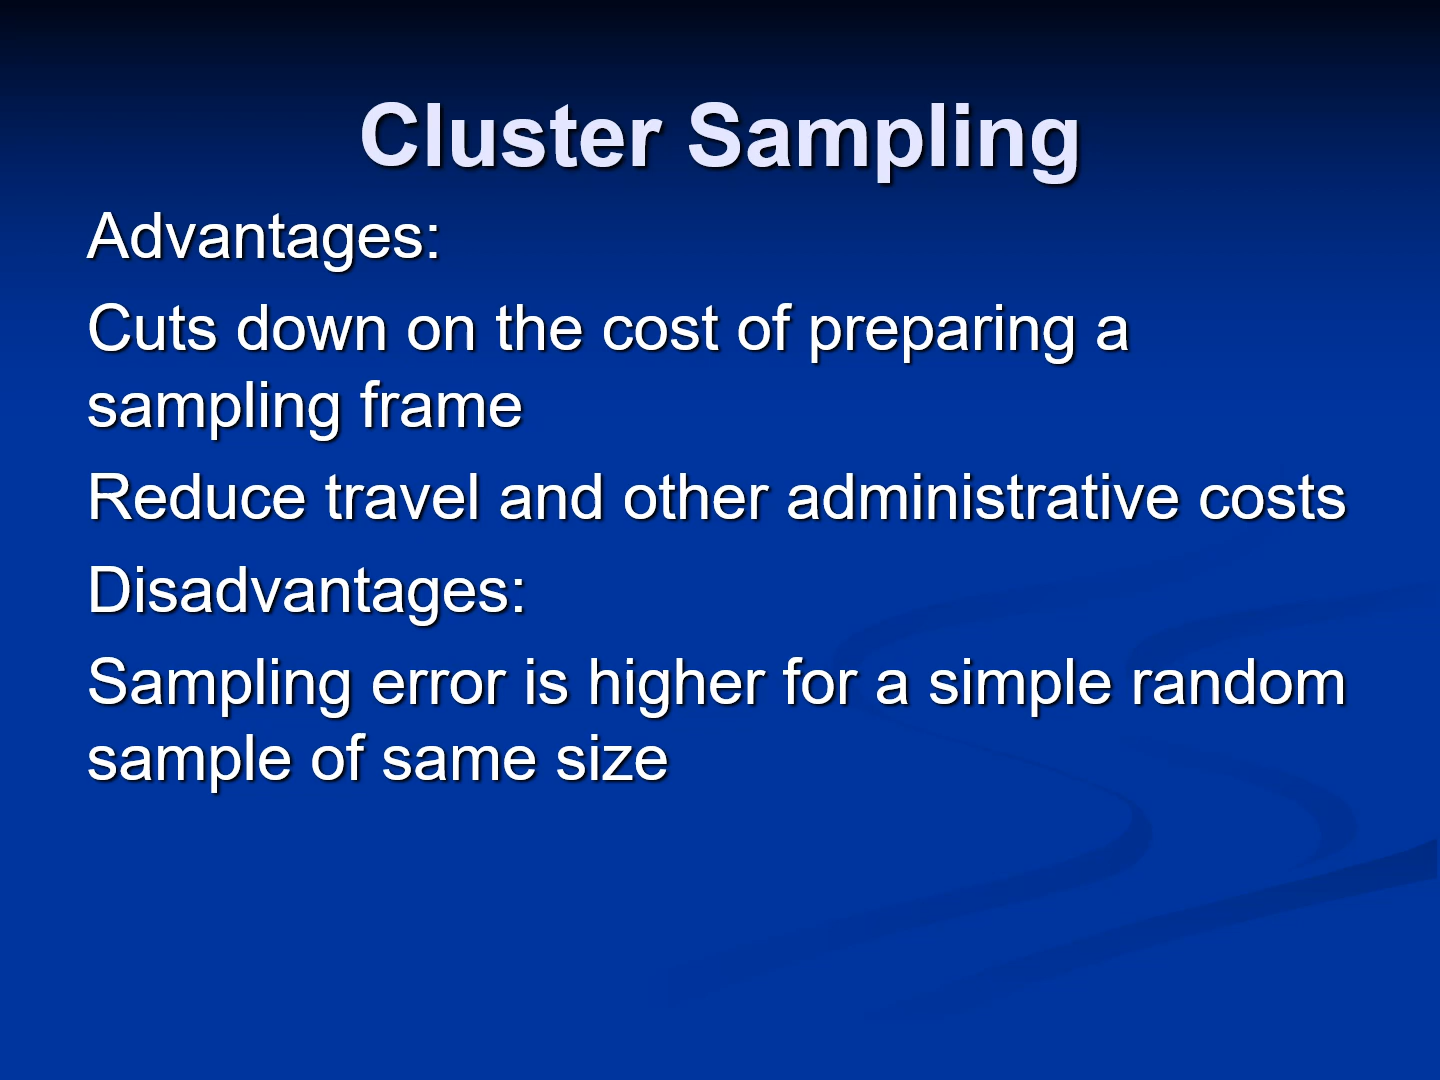 Cluster Sampling
Advantages:
Cuts down on the cost of preparing a
sampling frame
Reduce travel and other administrative costs
Disadvantages:
Sampling error is higher for a simple random
sample of same size